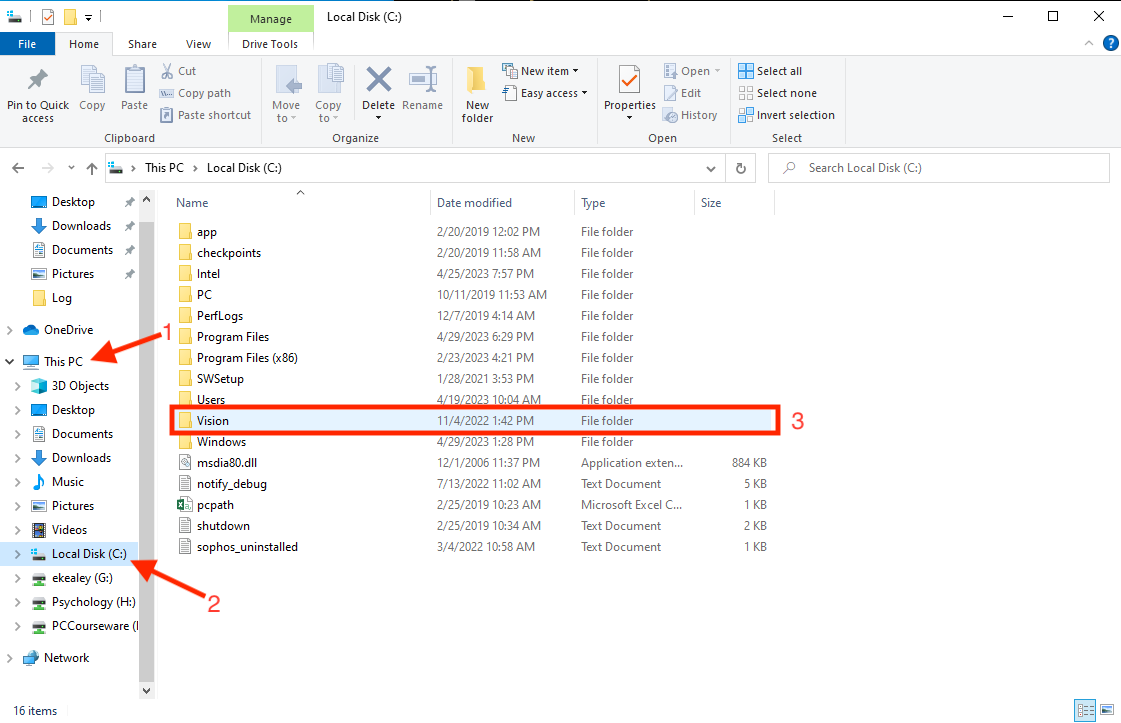 Manage
Local Disk (C:)
File
Home
Share
View
Drive Tools
?
Pin to Quick access
Copy
Paste
Cut
Copy path
Paste shortcut
Clipboard
Move to
Copy to
Delete
Rename
Organize
New folder
New item
Easy access
New
Properties
Open
Edit
History
Open
Select all
Select none
Invert selection
Select
This PC
Local Disk (C:)
Search Local Disk (C:)
Desktop
Downloads
Documents
Pictures
Log
OneDrive
This PC
1
3D Objects
Desktop
Documents
Downloads
Music
Pictures
Videos
Local Disk (C:)
2
ekealey (G:)
Psychology (H:)
PCCourseware (
Network
Name Date modified Type Size
app 2/20/2019 12:02 PM File folder
checkpoints 2/20/2019 11:58 AM File folder
Intel 4/25/2023 7:57 PM File folder
PC 10/11/2019 11:53 AM File folder
PerfLogs 12/7/2019 4:14 AM File folder
Program Files 4/29/2023 6:29 PM File folder
Program Files (x86) 2/23/2023 4:21 PM File folder
SWSetup 1/28/2021 3:53 PM File folder
Users 4/19/2023 10:04 AM File folder
Vision 11/4/2022 1:42 PM File folder
3
Windows 4/29/2023 1:28 PM File folder
msdia80.dll 12/1/2006 11:37 PM Application exten... 884 KB
notify_debug 7/13/2022 11:02 AM Text Document 5 KB
pcpath 2/25/2019 10:23 AM Microsoft Excel C... 1 KB
shutdown 2/25/2019 10:34 AM Text Document 2 KB
sophos_uninstalled 3/4/2022 10:58 AM Text Document 1 KB
16 items